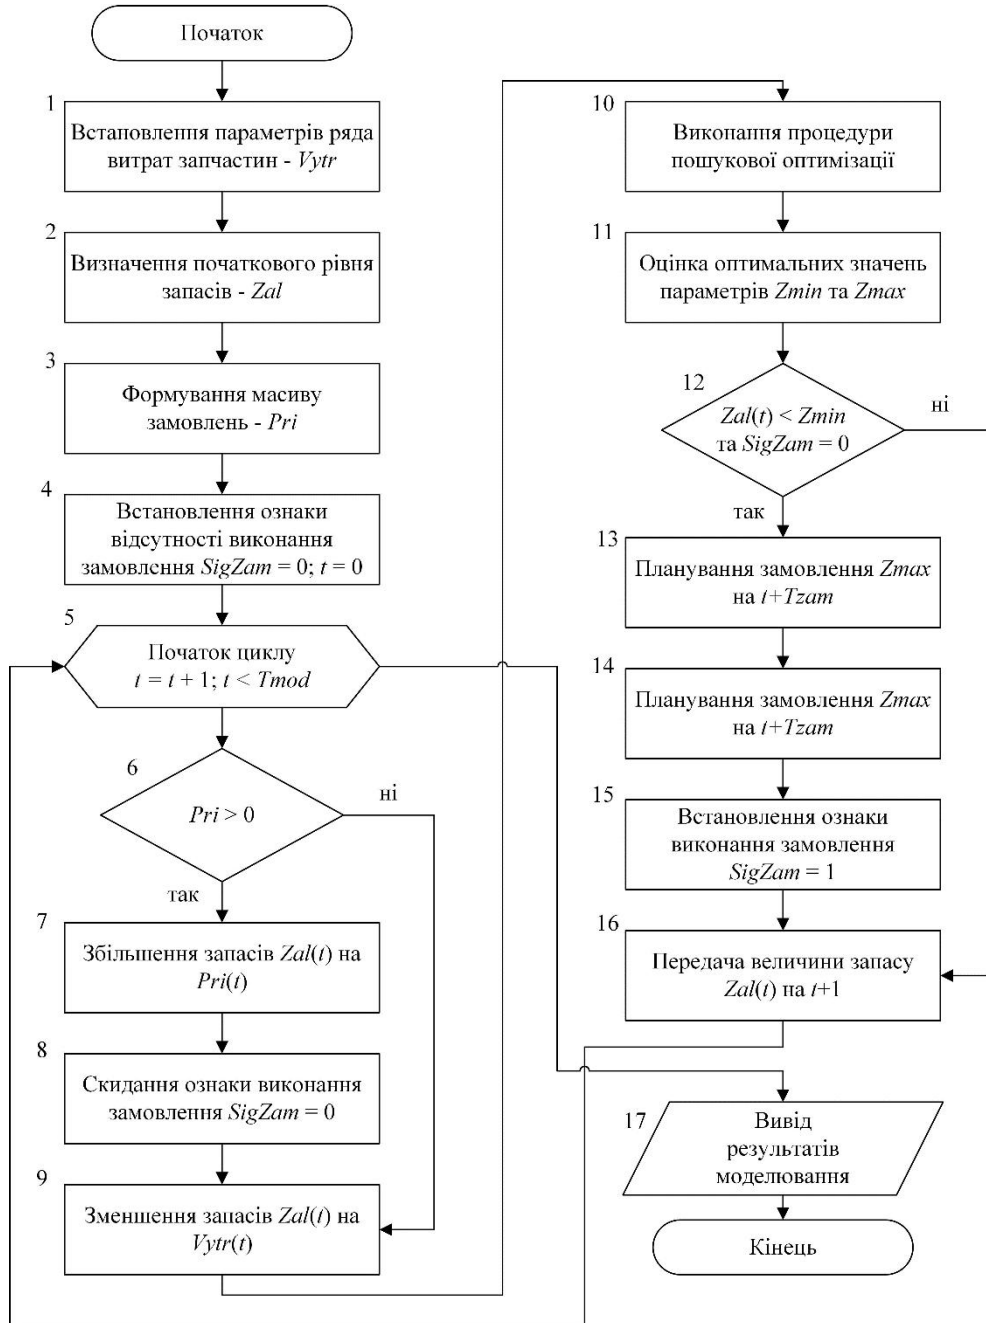 Початок
1
Встановлення параметрів ряда
витрат запчастин - Vytr
2
Визначення початкового рівня
запасів - Zal
3
Формування масиву
замовлень - Pri
4
Встановлення ознаки
відсутності виконання
замовлення SigZam = 0; t = 0
5
Початок циклу
t = t + 1; t < Tmod
6
Pri > 0
ні
так
7
Збільшення запасів Zal(t) на
Pri(t)
8
Скидання ознаки виконання
замовлення SigZam = 0
9
Зменшення запасів Zal(t) на
Vytr(t)
10
Виконання процедури
пошукової оптимізації
11
Оцінка оптимальних значень
параметрів Zmin та Zmax
12
Zal(t) < Zmin
та SigZam = 0
ні
так
13
Планування замовлення Zmax
на t+Tzam
14
Планування замовлення Zmax
на t+Tzam
15
Встановлення ознаки
виконання замовлення
SigZam = 1
16
Передача величини запасу
Zal(t) на t+1
17
Вивід
результатів
моделювання
Кінець